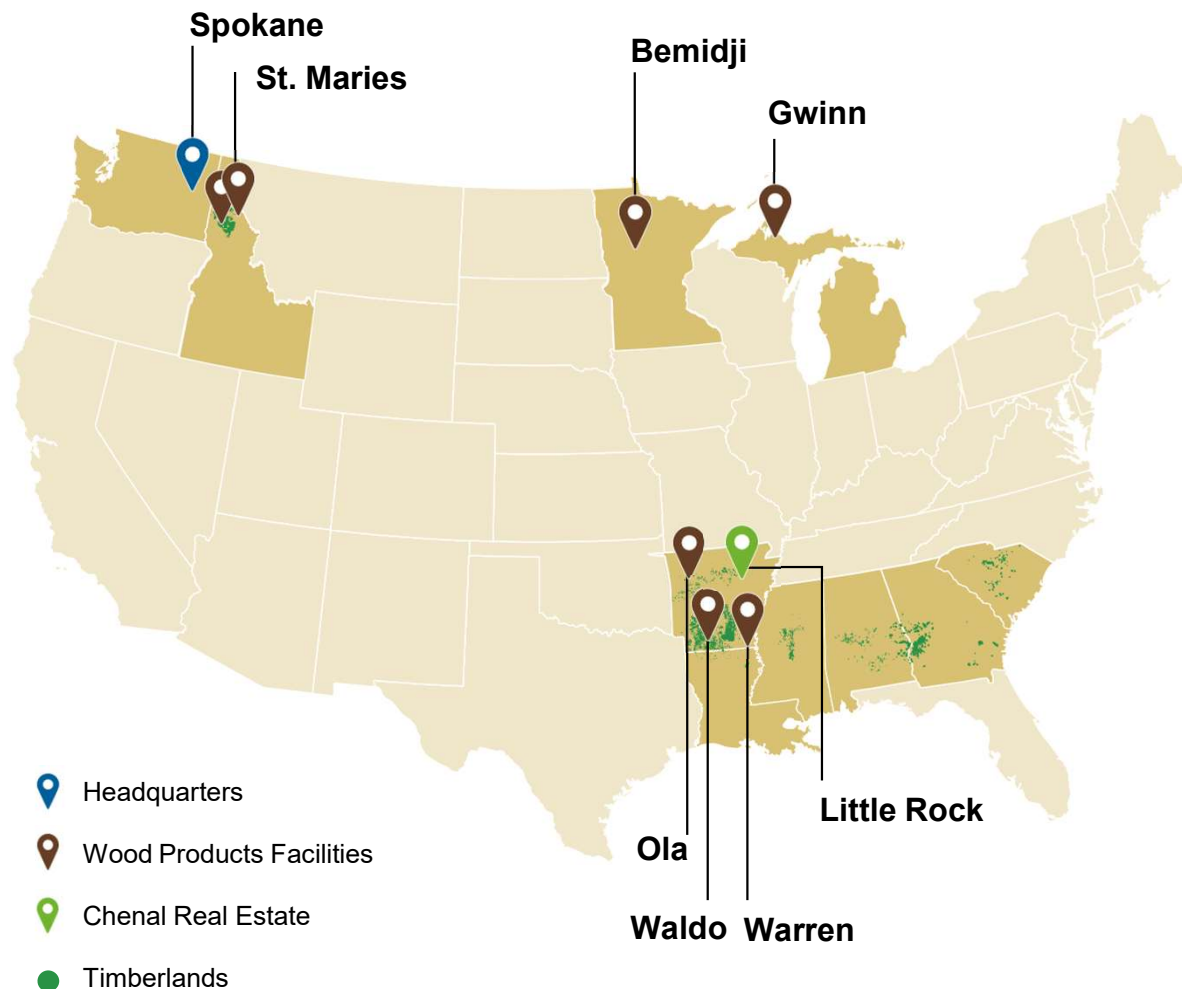 Spokane
St. Maries
Bemidji
Gwinn
Little Rock
Ola
Waldo
Warren
Headquarters
Wood Products Facilities
Chenal Real Estate
Timberlands